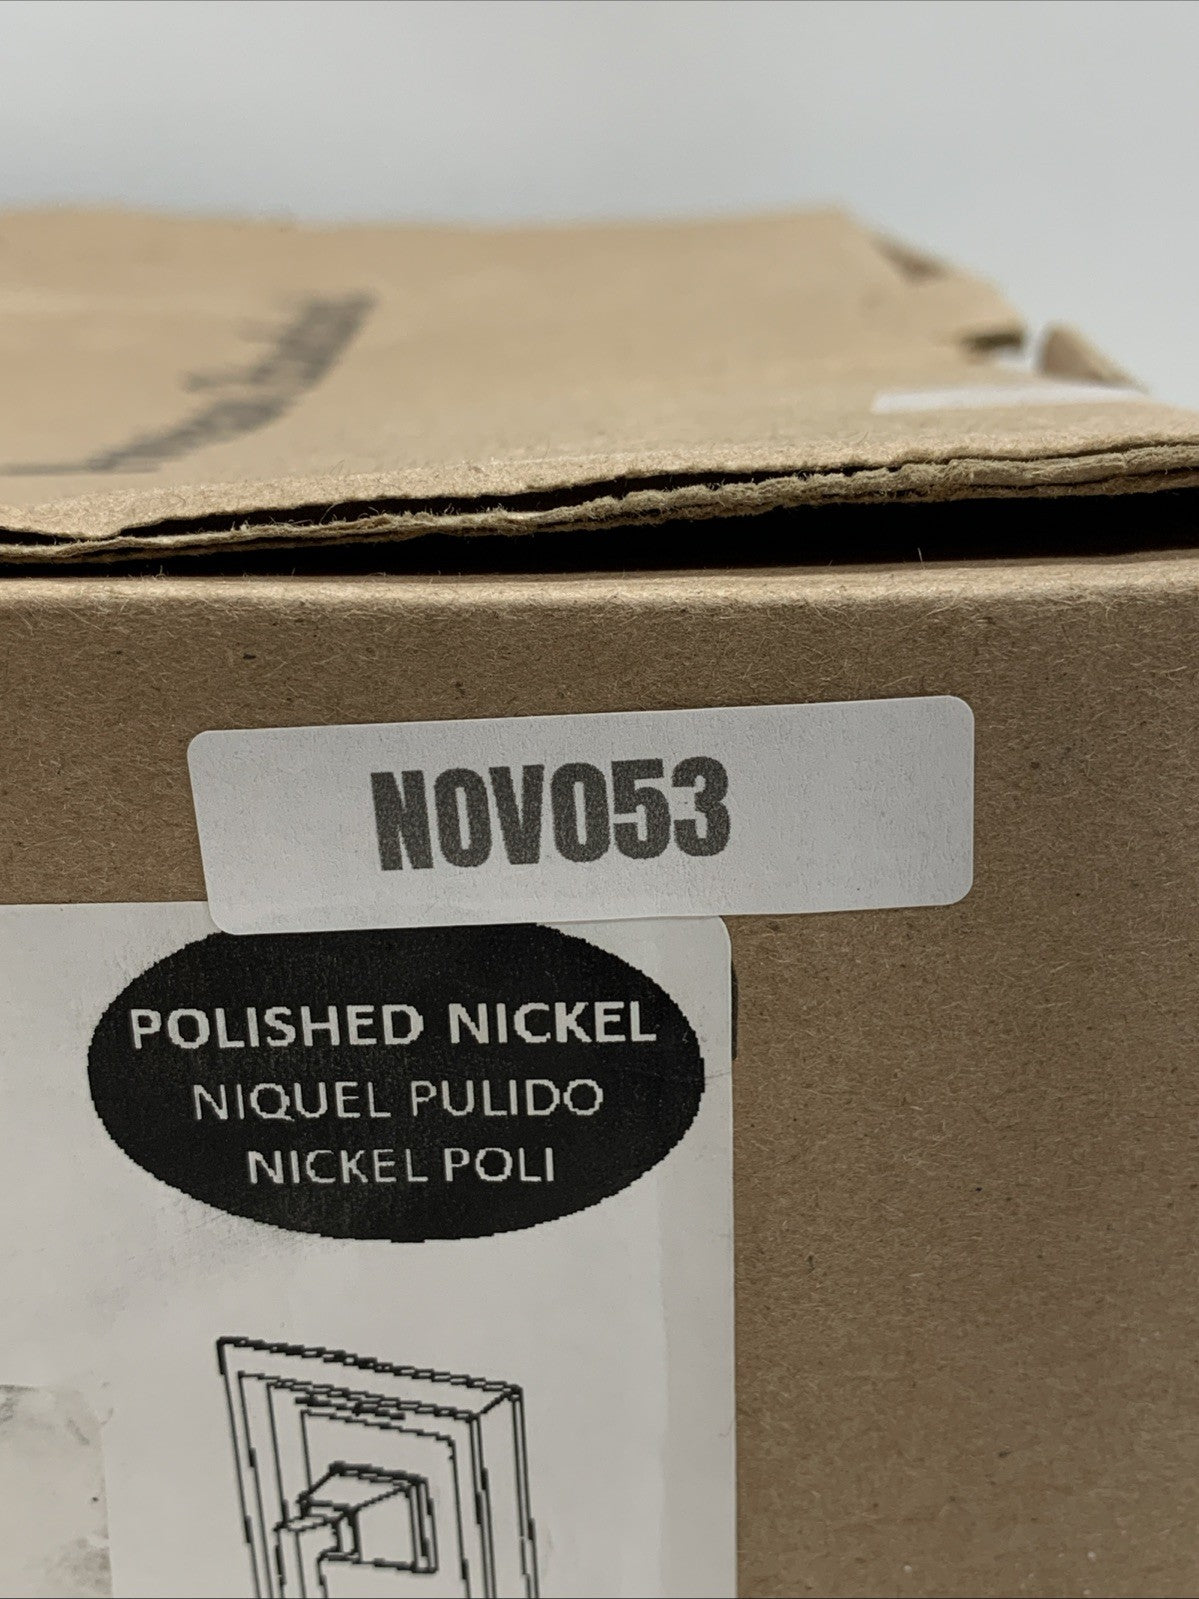 NOV053
POLISHED NICKEL
NIQUEL PULIDO
NICKEL POLI